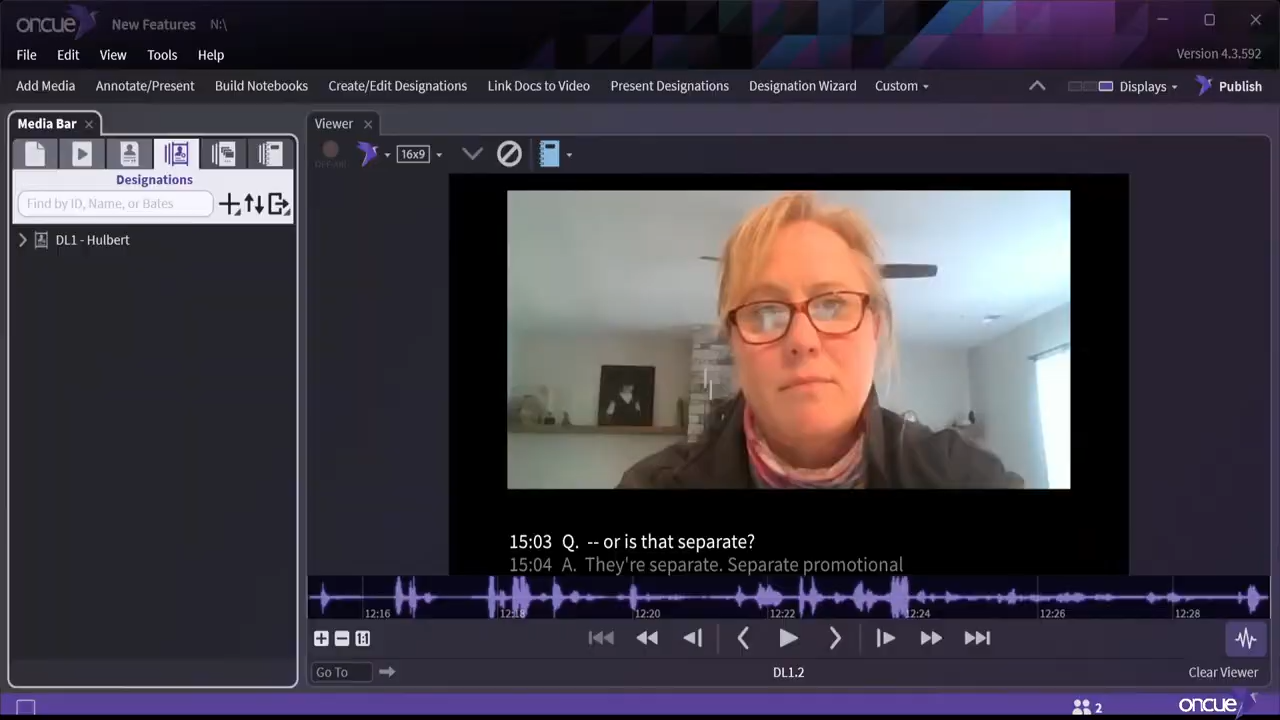 oncue New Features N:\
File Edit View Tools Help
Version 4.3.592
Add Media Annotate/Present Build Notebooks Create/Edit Designations Link Docs to Video Present Designations Designation Wizard Custom Displays Publish
Media Bar
Viewer
16x9
Designations
Find by ID, Name, or Bates
DL1 - Hulbert
15:03 Q. -- or is that separate?
15:04 A. They're separate. Separate promotional
12:16 12:18 12:20 12:22 12:24 12:26 12:28
1:1
Go To
DL1.2
Clear Viewer
2
oncue